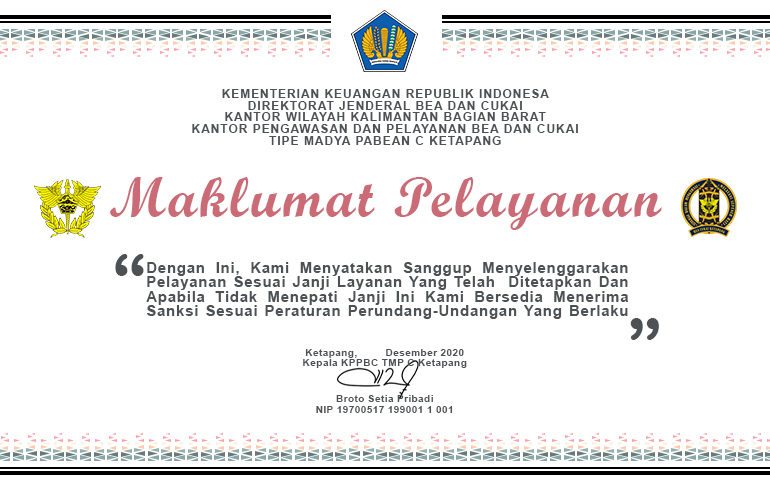 KEMENTERIAN KEUANGAN REPUBLIK INDONESA
DIREKTORAT JENDERAL BEA DAN CUKAI
KANTOR WILAYAH KALIMANTAN BAGIAN BARAT
KANTOR PENGAWASAN DAN PELAYANAN BEA DAN CUKAI
TIPE MADYA PABEAN C KETAPANG
Maklumat Pelayanan
“Dengan Ini, Kami Menyatakan Sanggup Menyelenggarakan
Pelayanan Sesuai Janji Layanan Yang Telah Ditetapkan Dan
Apabila Tidak Menepati Janji Ini Kami Bersedia Menerima
Sanksi Sesuai Peraturan Perundang-Undangan Yang Berlaku”
Ketapang, Desember 2020
Kepala KPPBC TMP C Ketapang
Broto Setia Pribadi
NIP 19700517 199001 1 001